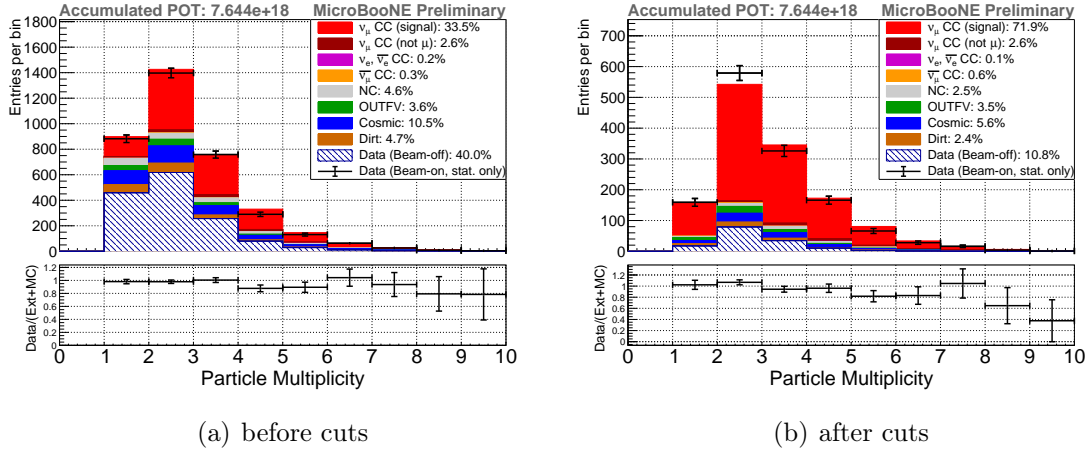 Accumulated POT: 7.644e+18 MicroBooNE Preliminary
Entries per bin
1800
1600
1400
1200
1000
800
600
400
200
0
ν_μ CC (signal): 33.5%
ν_μ CC (not μ): 2.6%
ν_e, ν̅_e CC: 0.2%
ν̅_μ CC: 0.3%
NC: 4.6%
OUTFV: 3.6%
Cosmic: 10.5%
Dirt: 4.7%
Data (Beam-off): 40.0%
Data (Beam-on, stat. only)
Data/(Ext+MC)
1.2
1
0.8
0.6
0.4
0.2
0
0 1 2 3 4 5 6 7 8 9 10
Particle Multiplicity
(a) before cuts
Accumulated POT: 7.644e+18 MicroBooNE Preliminary
Entries per bin
700
600
500
400
300
200
100
0
ν_μ CC (signal): 71.9%
ν_μ CC (not μ): 2.6%
ν_e, ν̅_e CC: 0.1%
ν̅_μ CC: 0.6%
NC: 2.5%
OUTFV: 3.5%
Cosmic: 5.6%
Dirt: 2.4%
Data (Beam-off): 10.8%
Data (Beam-on, stat. only)
Data/(Ext+MC)
1.2
1
0.8
0.6
0.4
0.2
0
0 1 2 3 4 5 6 7 8 9 10
Particle Multiplicity
(b) after cuts